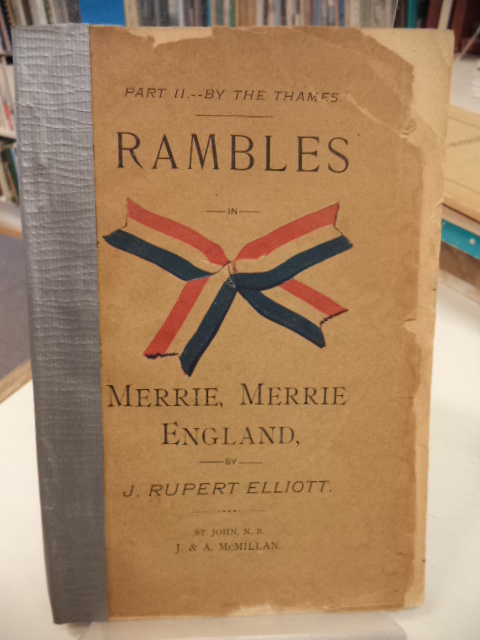 PART II.--BY THE THAMES.
RAMBLES
IN
MERRIE, MERRIE
ENGLAND,
BY
J. RUPERT ELLIOTT.
ST. JOHN, N. B.
J. & A. McMILLAN.